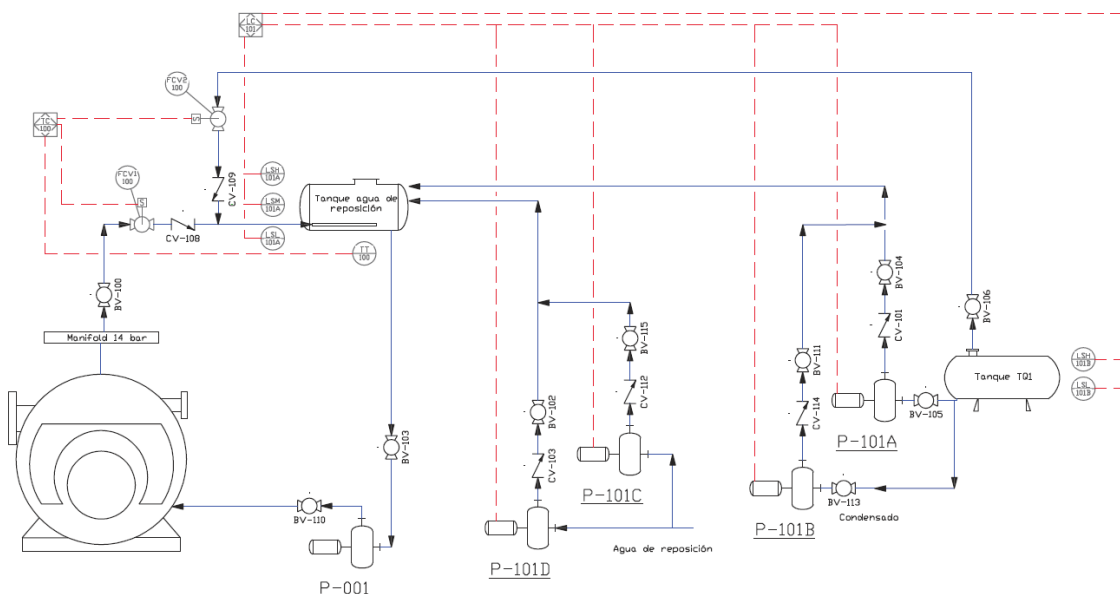 LC
101
FCV2
100
S
TC
100
FCV1
100
S
CV-109
LSH
101A
LSM
101A
LSL
101A
Tanque agua de
reposición
CV-108
TT
100
BV-100
Manifold 14 bar
BV-104
CV-101
BV-106
BV-115
CV-112
BV-111
CV-114
Tanque TQ1
LSH
101B
LSL
101B
BV-105
BV-102
CV-103
BV-103
P-101A
P-101C
BV-113
P-101B
Condensado
BV-110
Agua de reposición
P-101D
P-001